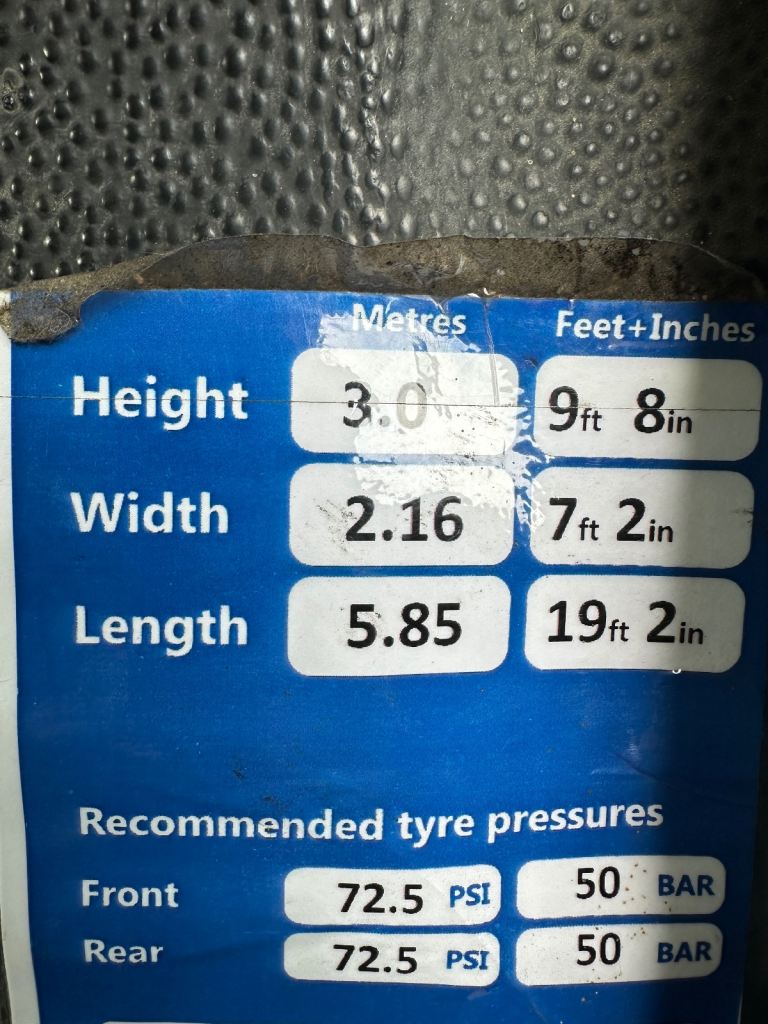 Metres Feet+Inches
Height 3.0 9ft 8in
Width 2.16 7ft 2in
Length 5.85 19ft 2in
Recommended tyre pressures
Front 72.5 PSI 50 BAR
Rear 72.5 PSI 50 BAR